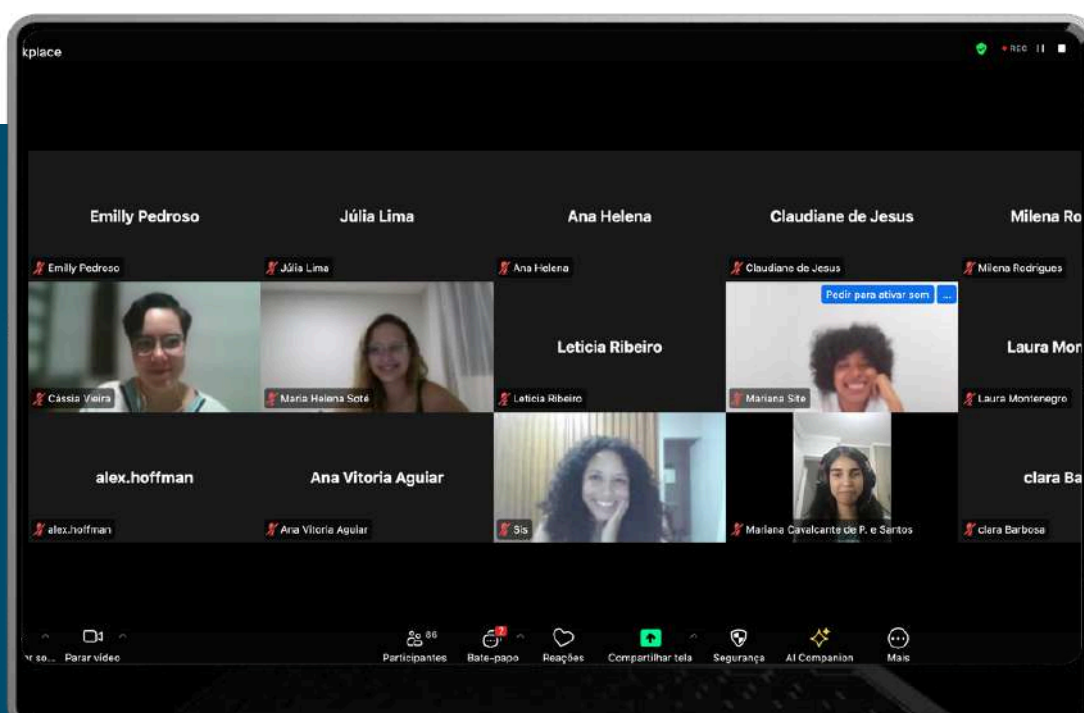 kplace
REC
Emilly Pedroso
Júlia Lima
Ana Helena
Claudiane de Jesus
Milena Ro
Emilly Pedroso
Júlia Lima
Ana Helena
Claudiane de Jesus
Milena Rodrigues
Pedir para ativar som ...
Leticia Ribeiro
Laura Mor
Cássia Vieira
Maria Helena Soté
Leticia Ribeiro
Mariana Site
Laura Montenegro
alex.hoffman
Ana Vitoria Aguiar
clara Ba
alex.hoffman
Ana Vitoria Aguiar
Sis
Mariana Cavalcante de P. e Santos
clara Barbosa
86
7
r so... Parar vídeo
Participantes
Bate-papo
Reações
Compartilhar tela
Segurança
AI Companion
Mais